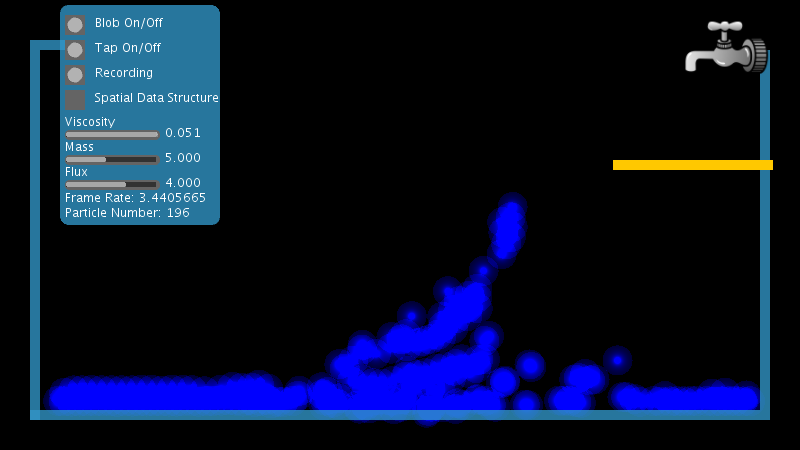 Blob On/Off
Tap On/Off
Recording
Spatial Data Structure
Viscosity
0.051
Mass
5.000
Flux
4.000
Frame Rate: 3.4405665
Particle Number: 196